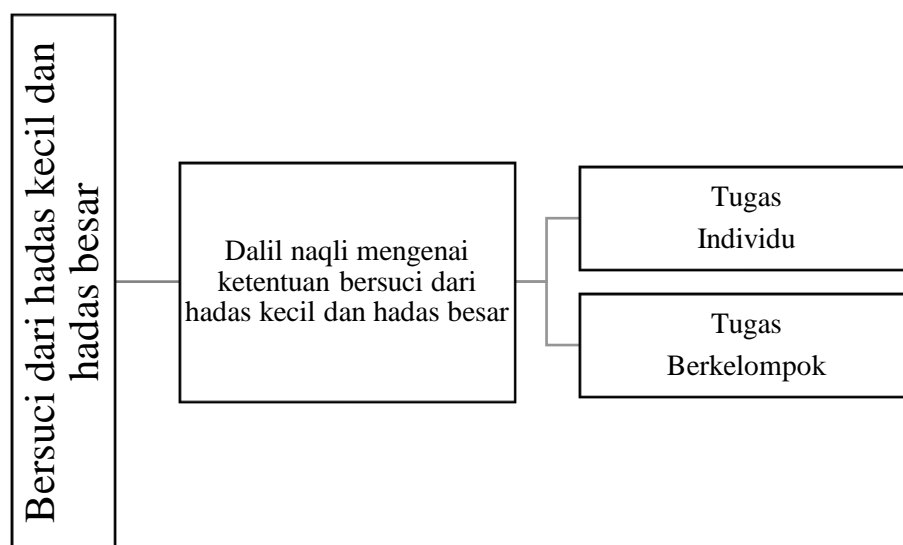 Bersuci dari hadas kecil dan
hadas besar
Dalil naqli mengenai
ketentuan bersuci dari
hadas kecil dan hadas besar
Tugas
Individu
Tugas
Berkelompok